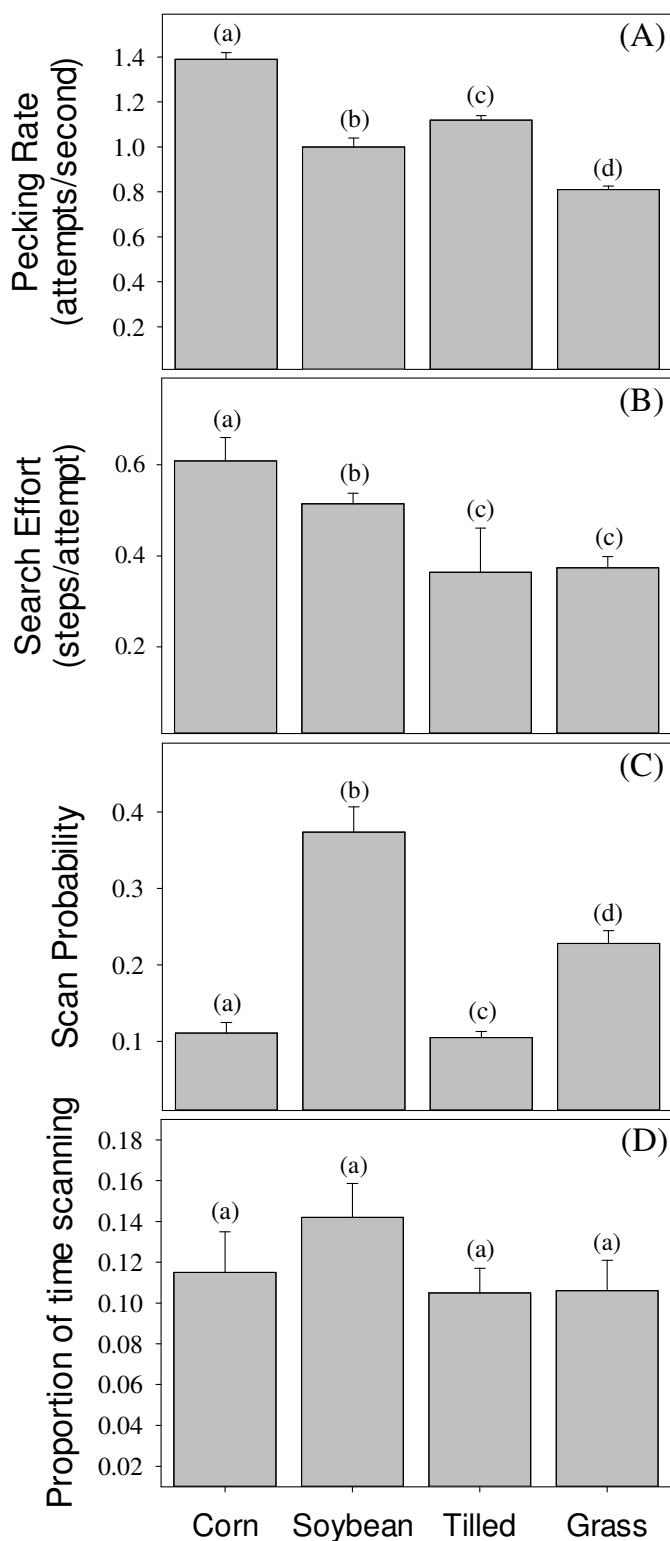 (A)
Pecking Rate
(attempts/second)
1.4
1.2
1.0
0.8
0.6
0.4
0.2
(a)
(b)
(c)
(d)
(B)
Search Effort
(steps/attempt)
0.6
0.4
0.2
(a)
(b)
(c)
(c)
(C)
Scan Probability
0.4
0.3
0.2
0.1
(a)
(b)
(c)
(d)
(D)
Proportion of time scanning
0.18
0.16
0.14
0.12
0.10
0.08
0.06
0.04
0.02
(a)
(a)
(a)
(a)
Corn Soybean Tilled Grass